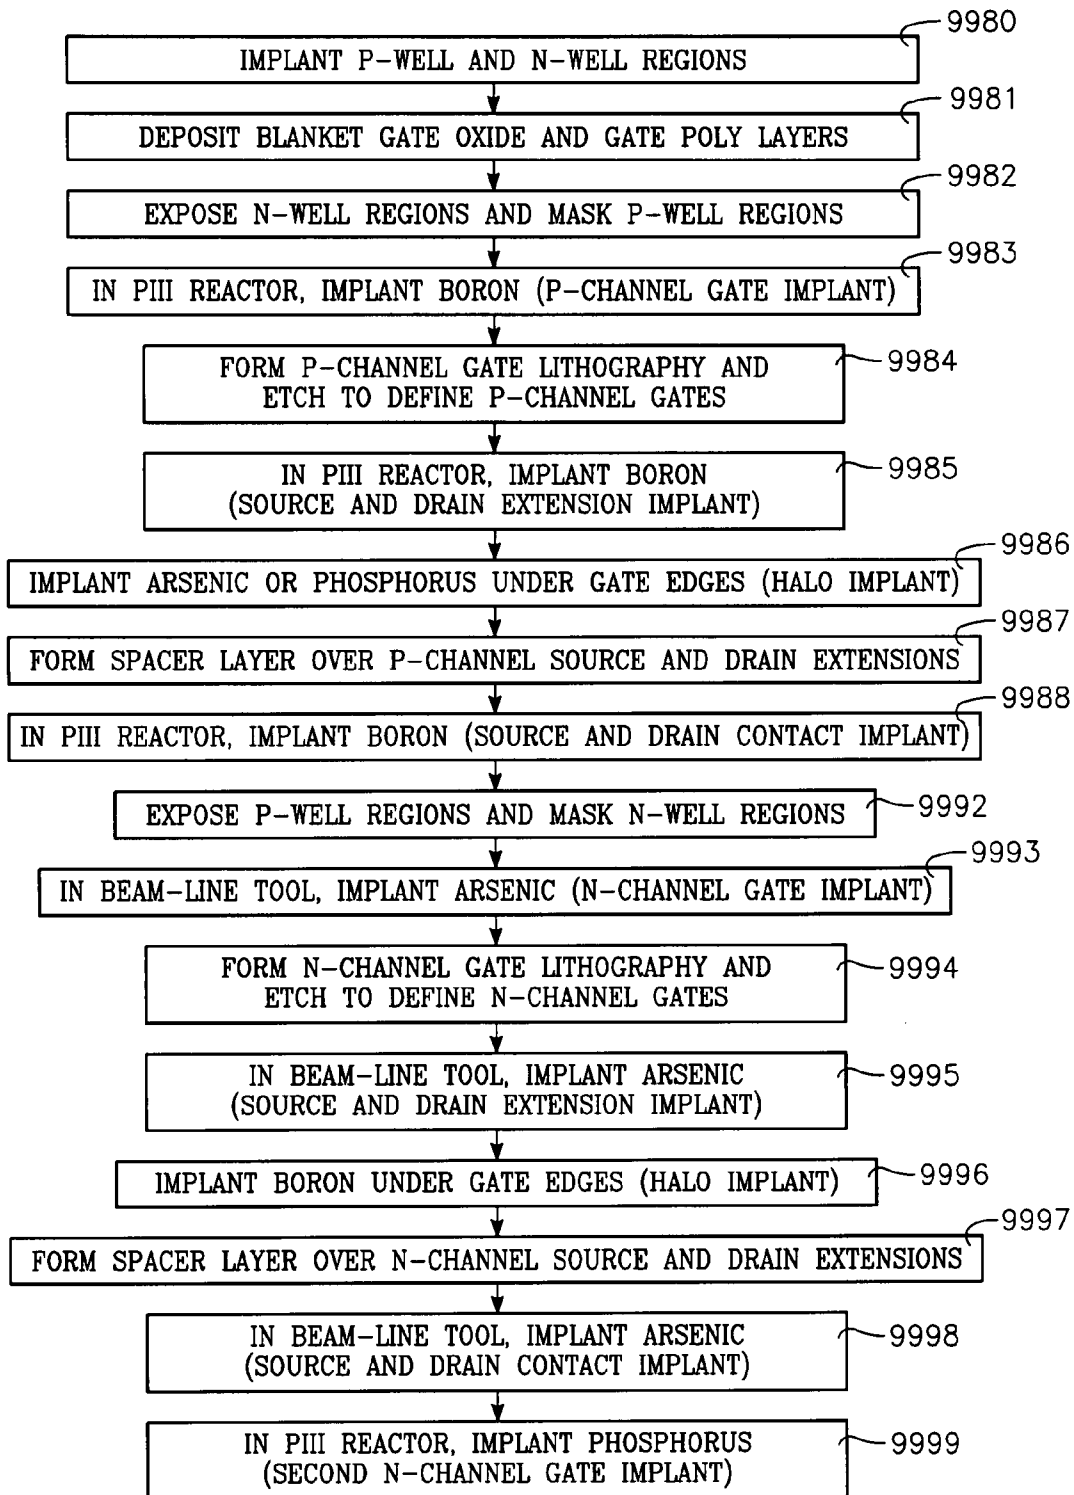 9980
IMPLANT P-WELL AND N-WELL REGIONS
9981
DEPOSIT BLANKET GATE OXIDE AND GATE POLY LAYERS
9982
EXPOSE N-WELL REGIONS AND MASK P-WELL REGIONS
9983
IN PIII REACTOR, IMPLANT BORON (P-CHANNEL GATE IMPLANT)
9984
FORM P-CHANNEL GATE LITHOGRAPHY AND
ETCH TO DEFINE P-CHANNEL GATES
9985
IN PIII REACTOR, IMPLANT BORON
(SOURCE AND DRAIN EXTENSION IMPLANT)
9986
IMPLANT ARSENIC OR PHOSPHORUS UNDER GATE EDGES (HALO IMPLANT)
9987
FORM SPACER LAYER OVER P-CHANNEL SOURCE AND DRAIN EXTENSIONS
9988
IN PIII REACTOR, IMPLANT BORON (SOURCE AND DRAIN CONTACT IMPLANT)
9992
EXPOSE P-WELL REGIONS AND MASK N-WELL REGIONS
9993
IN BEAM-LINE TOOL, IMPLANT ARSENIC (N-CHANNEL GATE IMPLANT)
9994
FORM N-CHANNEL GATE LITHOGRAPHY AND
ETCH TO DEFINE N-CHANNEL GATES
9995
IN BEAM-LINE TOOL, IMPLANT ARSENIC
(SOURCE AND DRAIN EXTENSION IMPLANT)
9996
IMPLANT BORON UNDER GATE EDGES (HALO IMPLANT)
9997
FORM SPACER LAYER OVER N-CHANNEL SOURCE AND DRAIN EXTENSIONS
9998
IN BEAM-LINE TOOL, IMPLANT ARSENIC
(SOURCE AND DRAIN CONTACT IMPLANT)
9999
IN PIII REACTOR, IMPLANT PHOSPHORUS
(SECOND N-CHANNEL GATE IMPLANT)